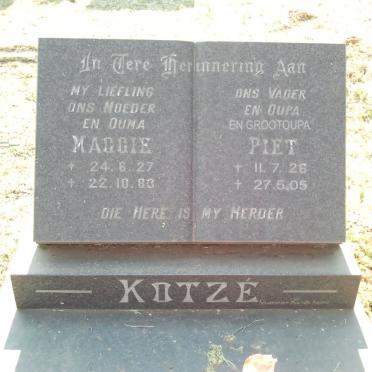 In Tere Herinnering Aan
MY LIEFLING
ONS MOEDER
EN OUMA
MAGGIE
+ 24.6.27
+ 22.10.83
ONS VADER
EN OUPA
EN GROOTOUPA
PIET
+ 11.7.26
+ 27.5.05
DIE HERE IS MY HERDER
KOTZÉ